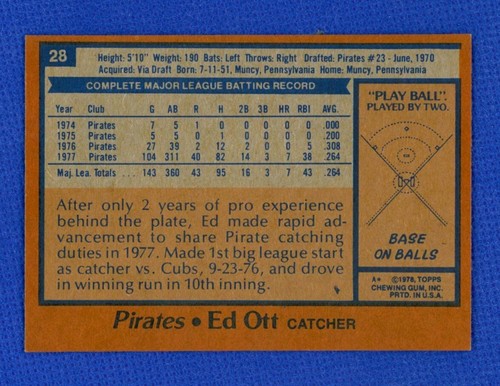 28
Height: 5'10" Weight: 190 Bats: Left Throws: Right Drafted: Pirates #23 - June, 1970
Acquired: Via Draft Born: 7-11-51, Muncy, Pennsylvania Home: Muncy, Pennsylvania
COMPLETE MAJOR LEAGUE BATTING RECORD
Year Club G AB R H 2B 3B HR RBI AVG.
1974 Pirates 7 5 1 0 0 0 0 0 .000
1975 Pirates 5 5 0 1 0 0 0 0 .200
1976 Pirates 27 39 2 12 2 0 0 5 .308
1977 Pirates 104 311 40 82 14 3 7 38 .264
Maj. Lea. Totals 143 360 43 95 16 3 7 43 .264
After only 2 years of pro experience
behind the plate, Ed made rapid ad-
vancement to share Pirate catching
duties in 1977. Made 1st big league start
as catcher vs. Cubs, 9-23-76, and drove
in winning run in 10th inning.
"PLAY BALL"
PLAYED BY TWO.
BASE
ON BALLS
A* ©1978, TOPPS
CHEWING GUM, INC.
PRTD. IN U.S.A.
Pirates • Ed Ott CATCHER